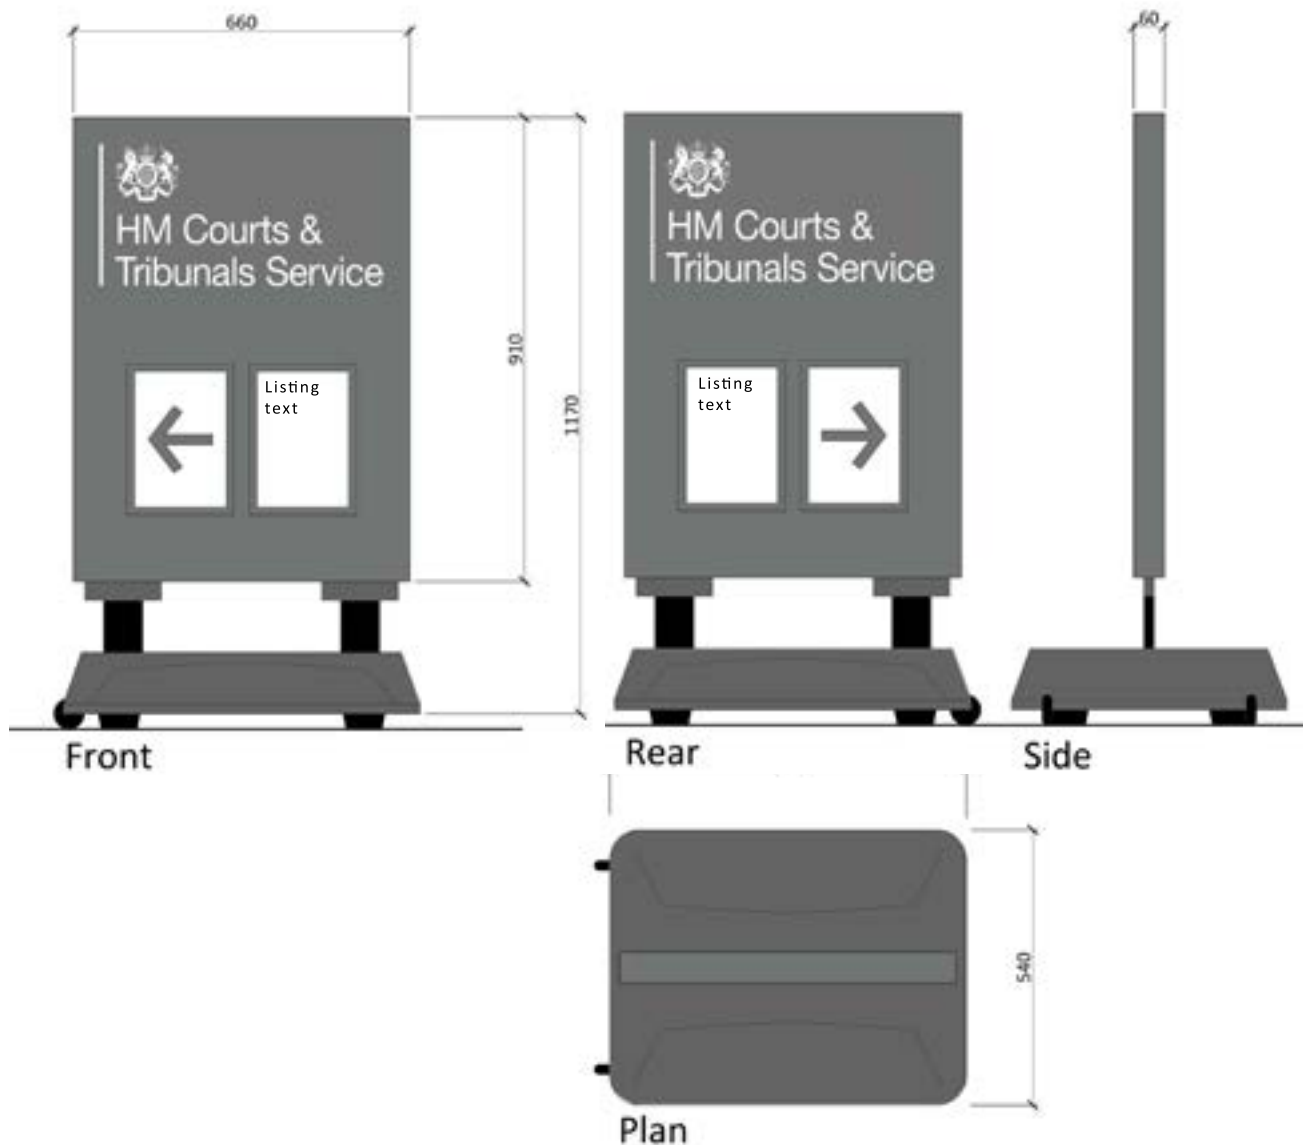 660
60
HM Courts &
Tribunals Service
Listing
text
910
1170
HM Courts &
Tribunals Service
Listing
text
Front
Rear
Side
540
Plan